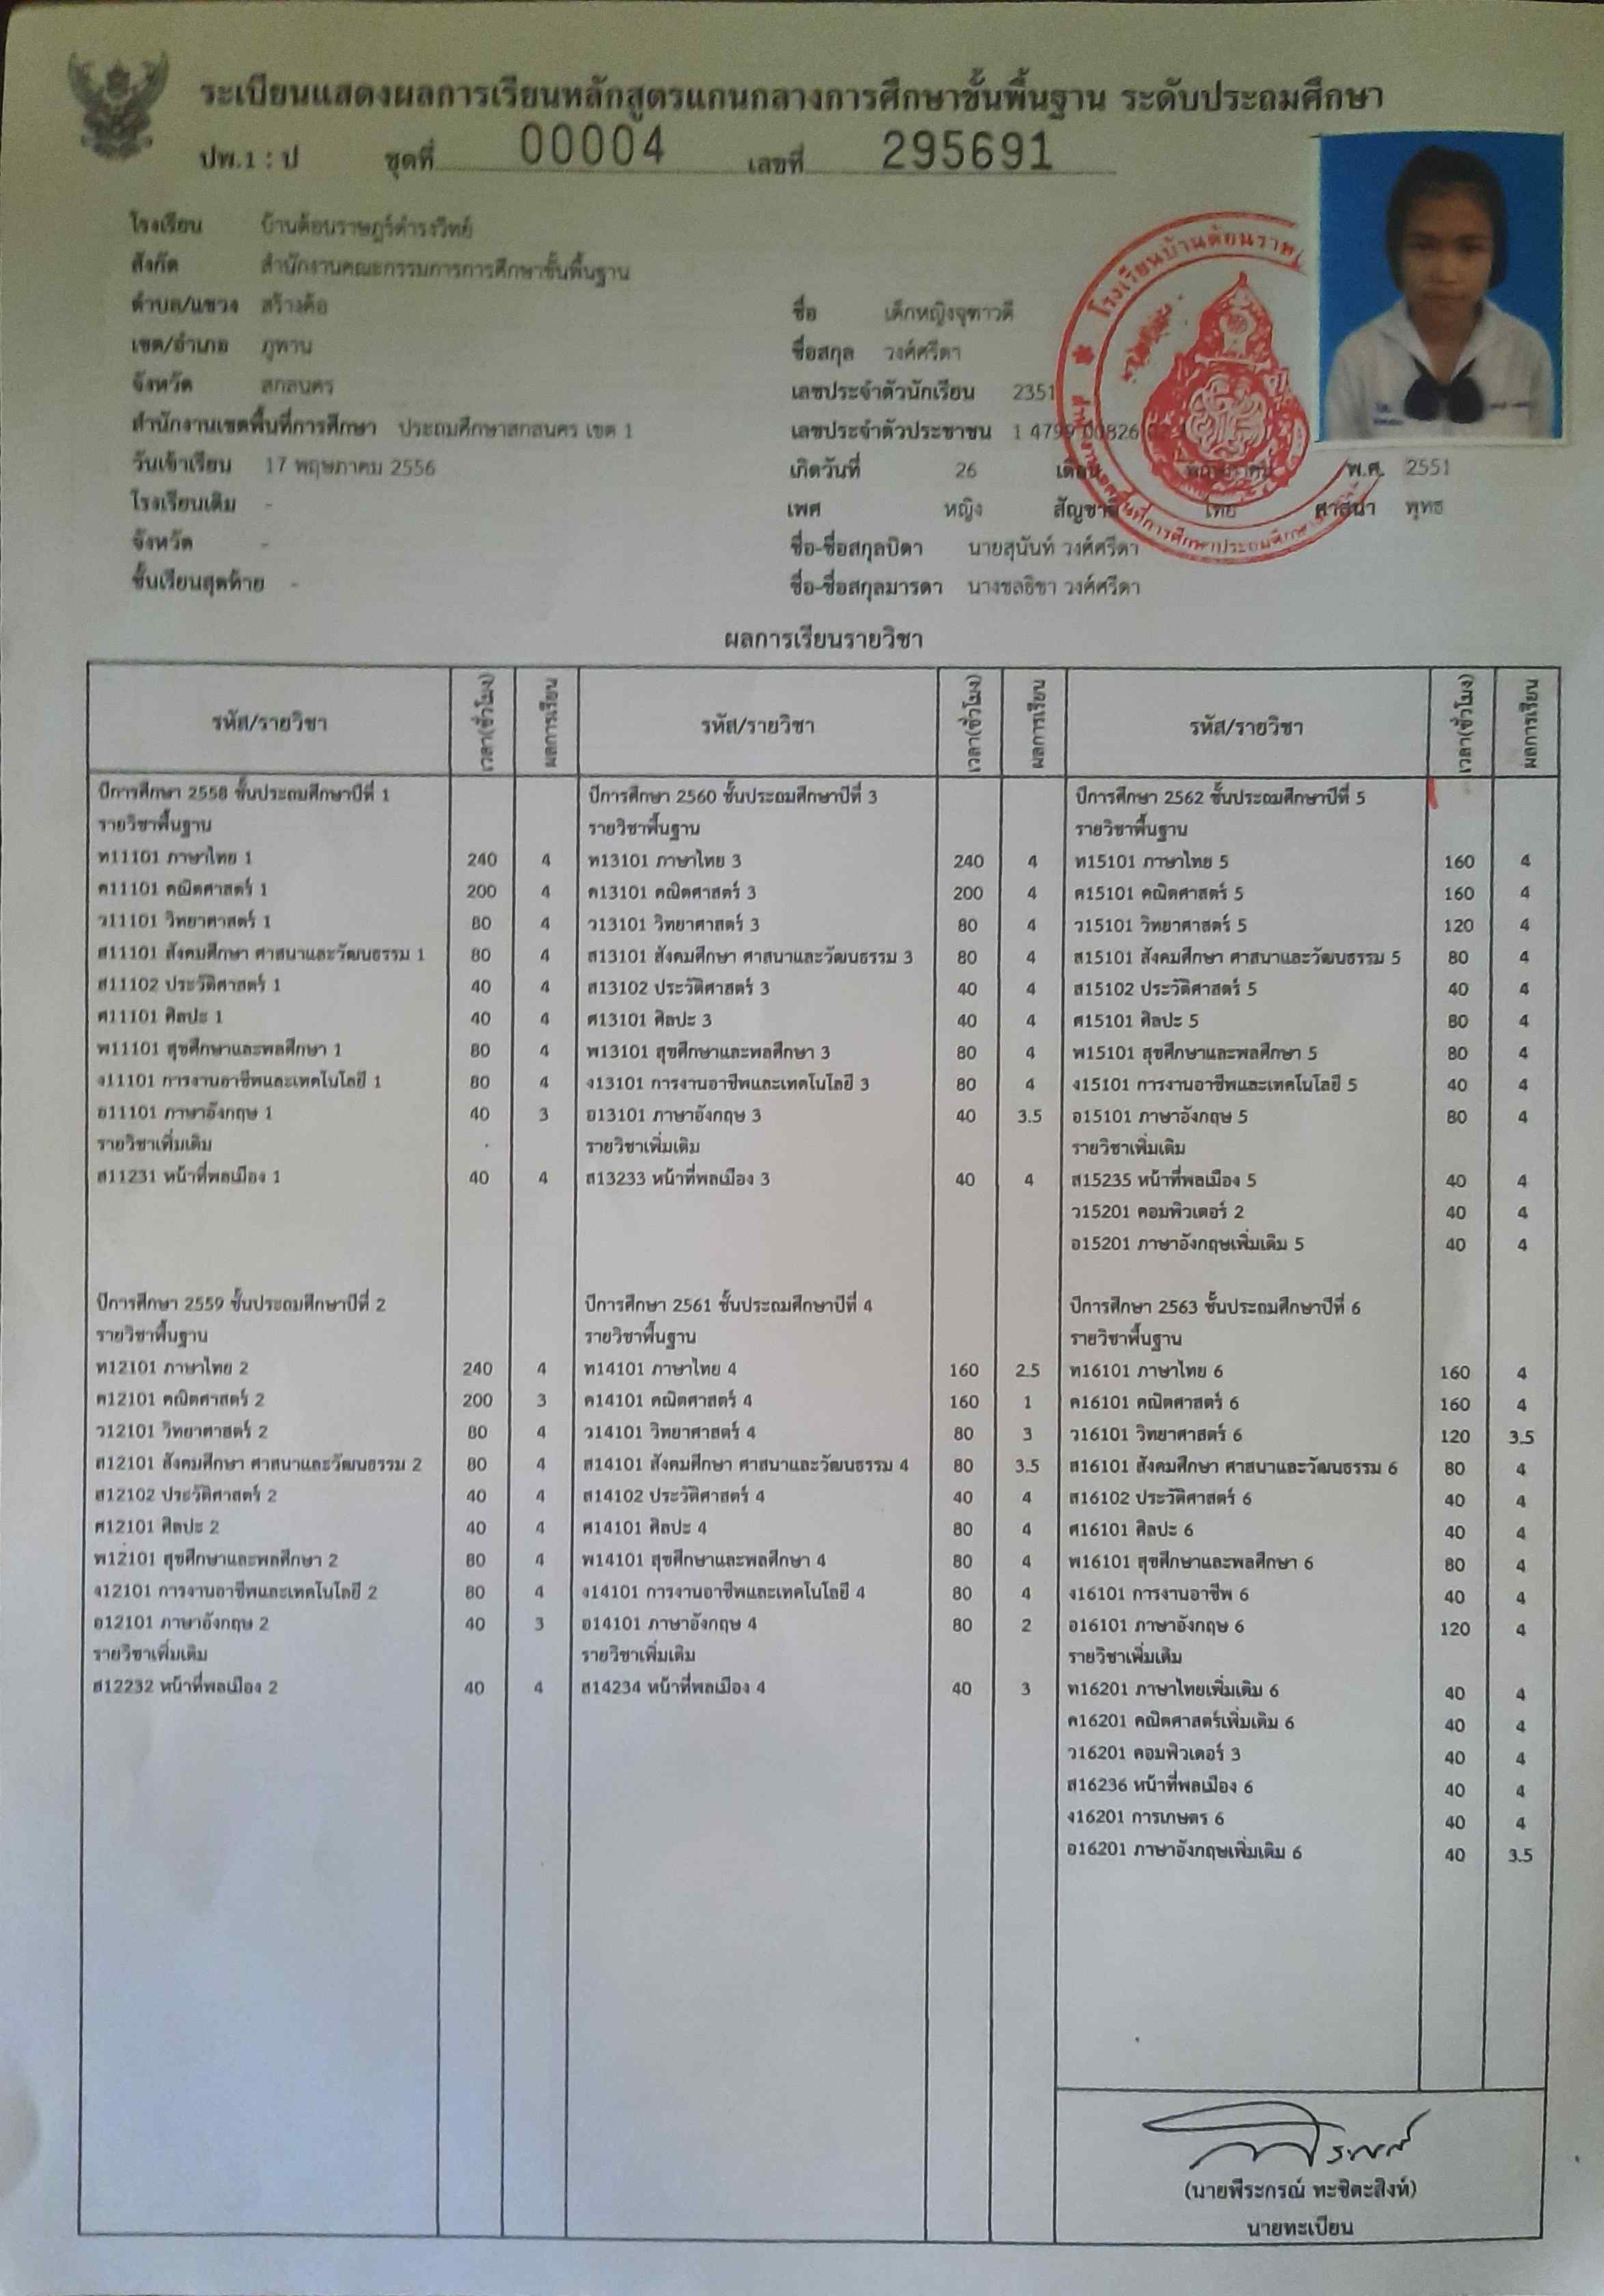 ระเบียนแสดงผลการเรียนหลักสูตรแกนกลางการศึกษาขั้นพื้นฐาน ระดับประถมศึกษา
ปพ.1 : ป ชุดที่ 00004 เลขที่ 295691
โรงเรียน บ้านต้อนราษฎร์ดำรงวิทย์
สังกัด สำนักงานคณะกรรมการการศึกษาขั้นพื้นฐาน
ตำบล/แขวง สร้างค้อ
เขต/อำเภอ ภูพาน
จังหวัด สกลนคร
สำนักงานเขตพื้นที่การศึกษา ประถมศึกษาสกลนคร เขต 1
วันเข้าเรียน 17 พฤษภาคม 2556
โรงเรียนเดิม -
จังหวัด -
ชั้นเรียนสุดท้าย -
ชื่อ เด็กหญิงจุฑาวดี
ชื่อสกุล วงศ์ศรีดา
เลขประจำตัวนักเรียน 2351
เลขประจำตัวประชาชน 1 4799 00826
เกิดวันที่ 26 เดือน พ.ศ. 2551
เพศ หญิง สัญชาติ ไทย ศาสนา พุทธ
ชื่อ-ชื่อสกุลบิดา นายสุนันท์ วงศ์ศรีดา
ชื่อ-ชื่อสกุลมารดา นางชลธิชา วงศ์ศรีดา
ผลการเรียนรายวิชา
รหัส/รายวิชา เวลา(ชั่วโมง) ผลการเรียน รหัส/รายวิชา เวลา(ชั่วโมง) ผลการเรียน รหัส/รายวิชา เวลา(ชั่วโมง) ผลการเรียน
ปีการศึกษา 2558 ชั้นประถมศึกษาปีที่ 1
รายวิชาพื้นฐาน
ท11101 ภาษาไทย 1 240 4
ค11101 คณิตศาสตร์ 1 200 4
ว11101 วิทยาศาสตร์ 1 80 4
ส11101 สังคมศึกษา ศาสนาและวัฒนธรรม 1 80 4
ส11102 ประวัติศาสตร์ 1 40 4
ศ11101 ศิลปะ 1 40 4
พ11101 สุขศึกษาและพลศึกษา 1 80 4
ง11101 การงานอาชีพและเทคโนโลยี 1 80 4
อ11101 ภาษาอังกฤษ 1 40 3
รายวิชาเพิ่มเติม
ส11231 หน้าที่พลเมือง 1 40 4
ปีการศึกษา 2559 ชั้นประถมศึกษาปีที่ 2
รายวิชาพื้นฐาน
ท12101 ภาษาไทย 2 240 4
ค12101 คณิตศาสตร์ 2 200 3
ว12101 วิทยาศาสตร์ 2 80 4
ส12101 สังคมศึกษา ศาสนาและวัฒนธรรม 2 80 4
ส12102 ประวัติศาสตร์ 2 40 4
ศ12101 ศิลปะ 2 40 4
พ12101 สุขศึกษาและพลศึกษา 2 80 4
ง12101 การงานอาชีพและเทคโนโลยี 2 80 4
อ12101 ภาษาอังกฤษ 2 40 3
รายวิชาเพิ่มเติม
ส12232 หน้าที่พลเมือง 2 40 4
ปีการศึกษา 2560 ชั้นประถมศึกษาปีที่ 3
รายวิชาพื้นฐาน
ท13101 ภาษาไทย 3 240 4
ค13101 คณิตศาสตร์ 3 200 4
ว13101 วิทยาศาสตร์ 3 80 4
ส13101 สังคมศึกษา ศาสนาและวัฒนธรรม 3 80 4
ส13102 ประวัติศาสตร์ 3 40 4
ศ13101 ศิลปะ 3 40 4
พ13101 สุขศึกษาและพลศึกษา 3 80 4
ง13101 การงานอาชีพและเทคโนโลยี 3 80 4
อ13101 ภาษาอังกฤษ 3 40 3.5
รายวิชาเพิ่มเติม
ส13233 หน้าที่พลเมือง 3 40 4
ปีการศึกษา 2561 ชั้นประถมศึกษาปีที่ 4
รายวิชาพื้นฐาน
ท14101 ภาษาไทย 4 160 2.5
ค14101 คณิตศาสตร์ 4 160 1
ว14101 วิทยาศาสตร์ 4 80 3
ส14101 สังคมศึกษา ศาสนาและวัฒนธรรม 4 80 3.5
ส14102 ประวัติศาสตร์ 4 40 4
ศ14101 ศิลปะ 4 80 4
พ14101 สุขศึกษาและพลศึกษา 4 80 4
ง14101 การงานอาชีพและเทคโนโลยี 4 80 4
อ14101 ภาษาอังกฤษ 4 80 2
รายวิชาเพิ่มเติม
ส14234 หน้าที่พลเมือง 4 40 3
ปีการศึกษา 2562 ชั้นประถมศึกษาปีที่ 5
รายวิชาพื้นฐาน
ท15101 ภาษาไทย 5 160 4
ค15101 คณิตศาสตร์ 5 160 4
ว15101 วิทยาศาสตร์ 5 120 4
ส15101 สังคมศึกษา ศาสนาและวัฒนธรรม 5 80 4
ส15102 ประวัติศาสตร์ 5 40 4
ศ15101 ศิลปะ 5 80 4
พ15101 สุขศึกษาและพลศึกษา 5 80 4
ง15101 การงานอาชีพและเทคโนโลยี 5 40 4
อ15101 ภาษาอังกฤษ 5 80 4
รายวิชาเพิ่มเติม
ส15235 หน้าที่พลเมือง 5 40 4
ว15201 คอมพิวเตอร์ 2 40 4
อ15201 ภาษาอังกฤษเพิ่มเติม 5 40 4
ปีการศึกษา 2563 ชั้นประถมศึกษาปีที่ 6
รายวิชาพื้นฐาน
ท16101 ภาษาไทย 6 160 4
ค16101 คณิตศาสตร์ 6 160 4
ว16101 วิทยาศาสตร์ 6 120 3.5
ส16101 สังคมศึกษา ศาสนาและวัฒนธรรม 6 80 4
ส16102 ประวัติศาสตร์ 6 40 4
ศ16101 ศิลปะ 6 40 4
พ16101 สุขศึกษาและพลศึกษา 6 80 4
ง16101 การงานอาชีพ 6 40 4
อ16101 ภาษาอังกฤษ 6 120 4
รายวิชาเพิ่มเติม
ท16201 ภาษาไทยเพิ่มเติม 6 40 4
ค16201 คณิตศาสตร์เพิ่มเติม 6 40 4
ว16201 คอมพิวเตอร์ 3 40 4
ส16236 หน้าที่พลเมือง 6 40 4
ง16201 การเกษตร 6 40 4
อ16201 ภาษาอังกฤษเพิ่มเติม 6 40 3.5
(นายพีระกรณ์ ทะชิตะสิงห์)
นายทะเบียน